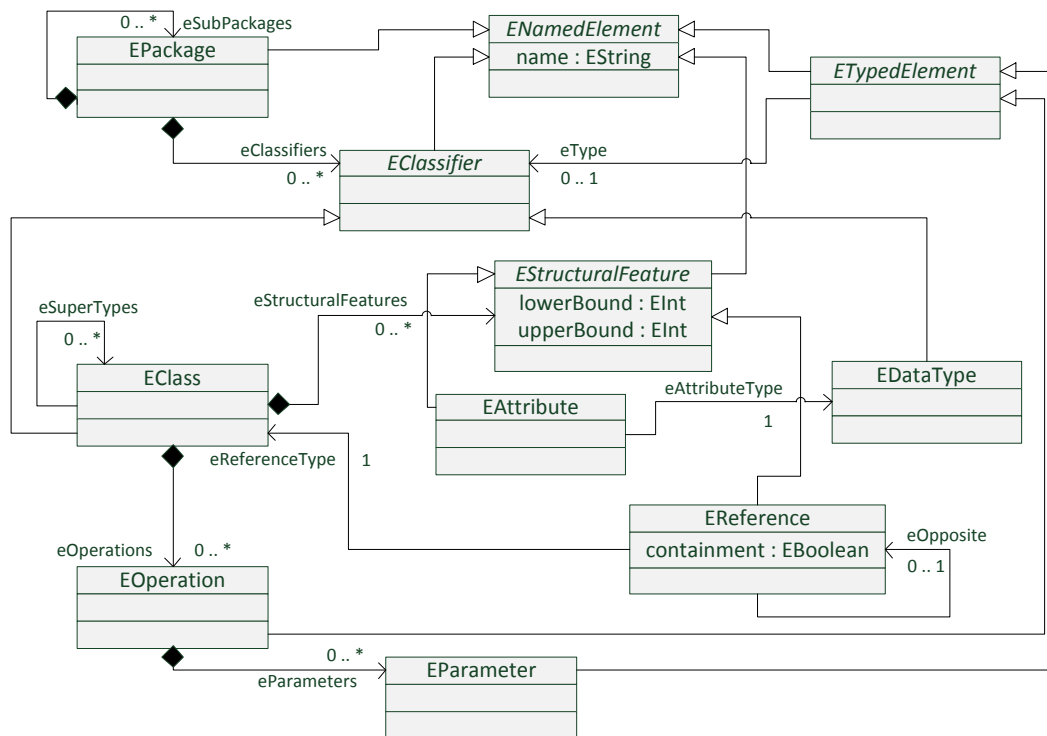 0 .. *
eSubPackages
EPackage
ENamedElement
name : EString
ETypedElement
eClassifiers
0 .. *
EClassifier
eType
0 .. 1
eSuperTypes
0 .. *
eStructuralFeatures
0 .. *
EStructuralFeature
lowerBound : EInt
upperBound : EInt
EClass
EAttribute
eAttributeType
1
EDataType
eReferenceType
1
EReference
containment : EBoolean
eOpposite
0 .. 1
eOperations
0 .. *
EOperation
0 .. *
eParameters
EParameter